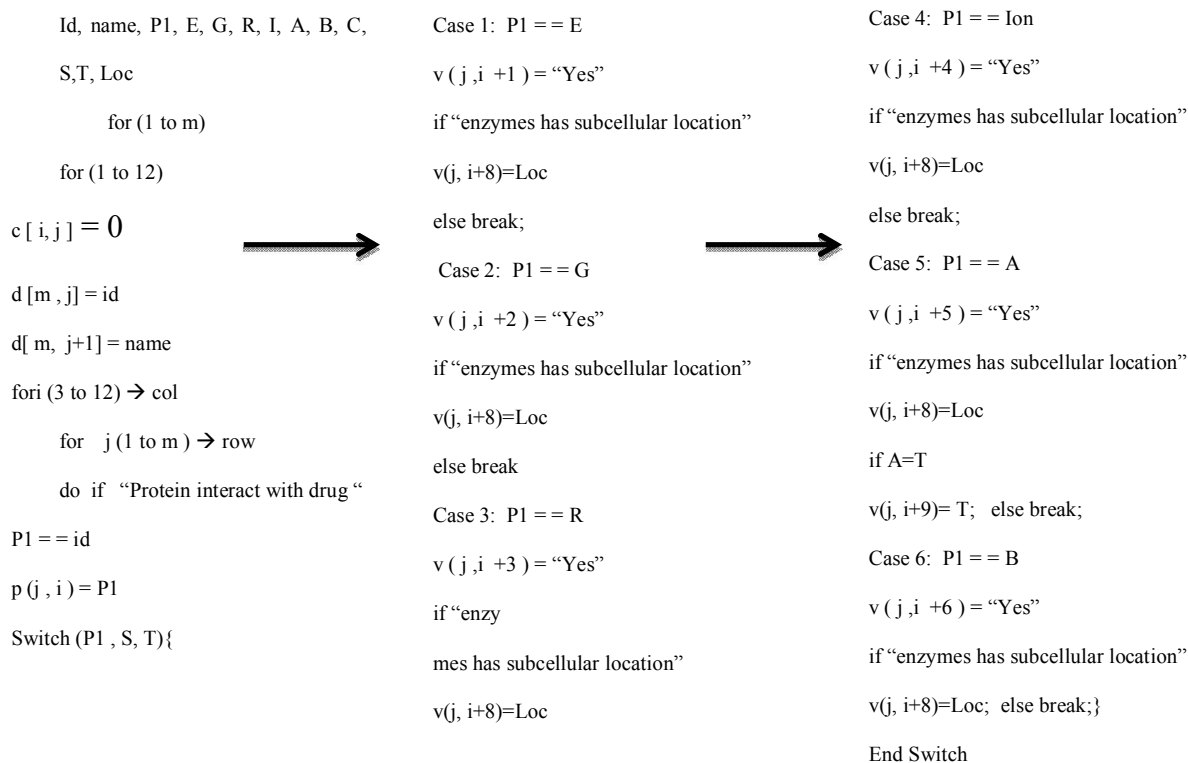 Id, name, P1, E, G, R, I, A, B, C,
S,T, Loc
for (1 to m)
for (1 to 12)
c [ i, j ] = 0
d [m , j] = id
d[ m, j+1] = name
fori (3 to 12) → col
for j (1 to m ) → row
do if “Protein interact with drug “
P1 = = id
p (j , i ) = P1
Switch (P1 , S, T){
Case 1: P1 = = E
v ( j ,i +1 ) = “Yes”
if “enzymes has subcellular location”
v(j, i+8)=Loc
else break;
Case 2: P1 = = G
v ( j ,i +2 ) = “Yes”
if “enzymes has subcellular location”
v(j, i+8)=Loc
else break
Case 3: P1 = = R
v ( j ,i +3 ) = “Yes”
if “enzy
mes has subcellular location”
v(j, i+8)=Loc
Case 4: P1 = = Ion
v ( j ,i +4 ) = “Yes”
if “enzymes has subcellular location”
v(j, i+8)=Loc
else break;
Case 5: P1 = = A
v ( j ,i +5 ) = “Yes”
if “enzymes has subcellular location”
v(j, i+8)=Loc
if A=T
v(j, i+9)= T; else break;
Case 6: P1 = = B
v ( j ,i +6 ) = “Yes”
if “enzymes has subcellular location”
v(j, i+8)=Loc; else break;}
End Switch